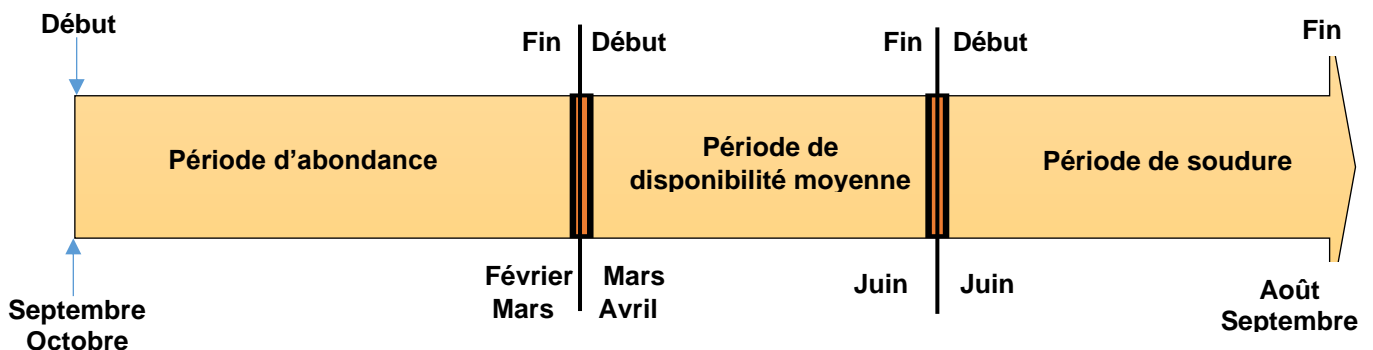 Début
Fin Début
Fin Début
Fin
Période d’abondance
Période de
disponibilité moyenne
Période de soudure
Septembre
Octobre
Février Mars
Mars Avril
Juin Juin
Août
Septembre